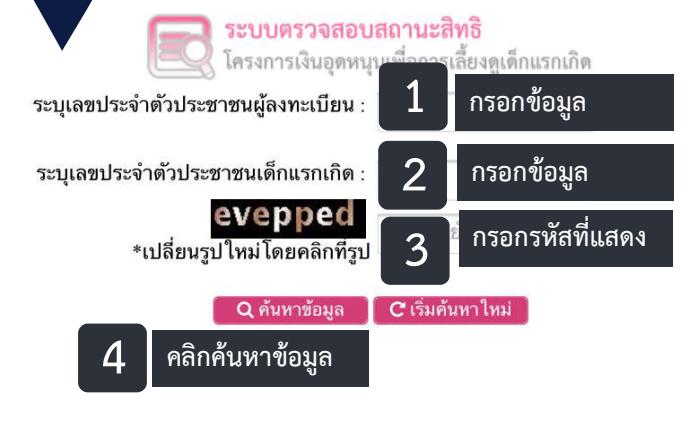 ระบบตรวจสอบสถานะสิทธิ
โครงการเงินอุดหนุนเพื่อการเลี้ยงดูเด็กแรกเกิด
ระบุเลขประจำตัวประชาชนผู้ลงทะเบียน : 1 กรอกข้อมูล
ระบุเลขประจำตัวประชาชนเด็กแรกเกิด : 2 กรอกข้อมูล
evepped
*เปลี่ยนรูปใหม่โดยคลิกที่รูป 3 กรอกรหัสที่แสดง
ค้นหาข้อมูล เริ่มค้นหาใหม่
4 คลิกค้นหาข้อมูล